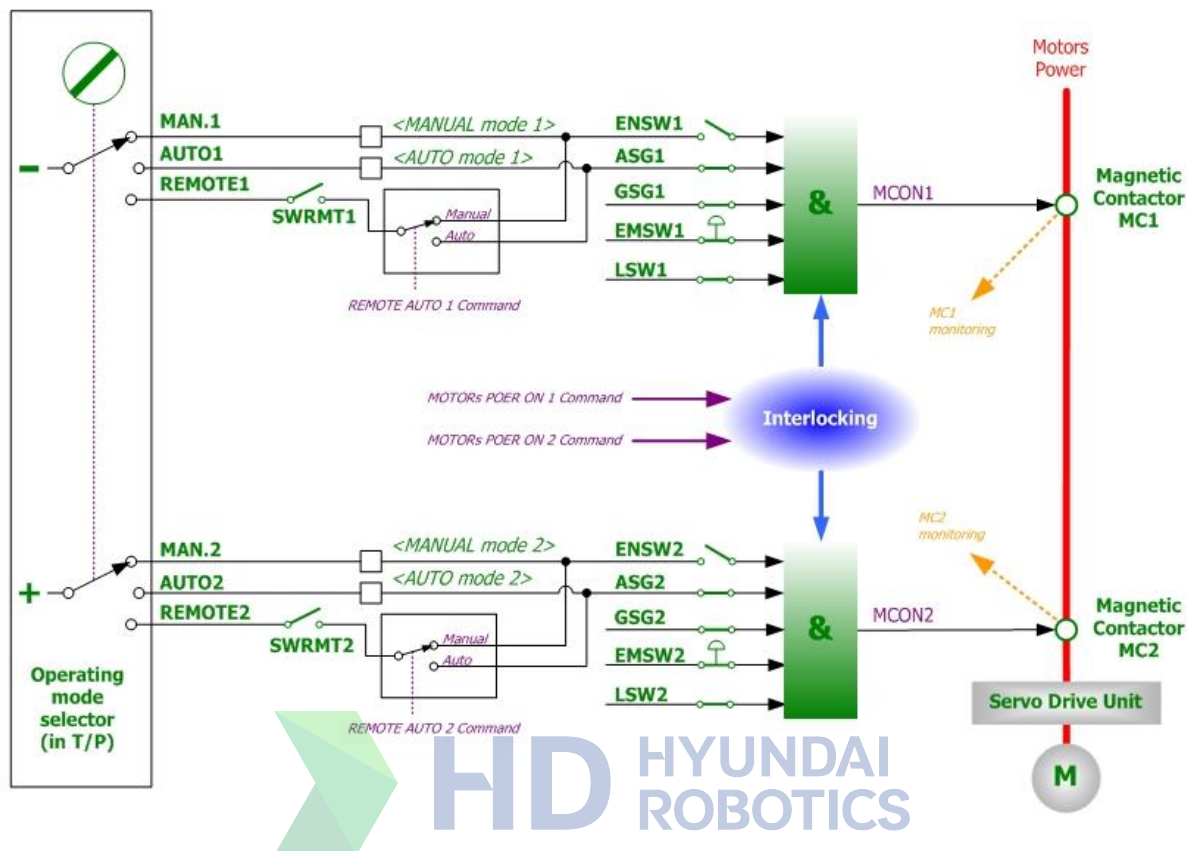 Motors
Power
MAN.1
<MANUAL mode 1>
ENSW1
AUTO1
<AUTO mode 1>
ASG1
REMOTE1
SWRMT1
Manual
Auto
GSG1
EMSW1
LSW1
REMOTE AUTO 1 Command
&
MCON1
Magnetic
Contactor
MC1
MC1
monitoring
MOTORs POER ON 1 Command
MOTORs POER ON 2 Command
Interlocking
MAN.2
<MANUAL mode 2>
ENSW2
AUTO2
<AUTO mode 2>
ASG2
REMOTE2
SWRMT2
Manual
Auto
GSG2
EMSW2
LSW2
REMOTE AUTO 2 Command
&
MCON2
MC2
monitoring
Magnetic
Contactor
MC2
Servo Drive Unit
M
Operating
mode
selector
(in T/P)
HD HYUNDAI
ROBOTICS